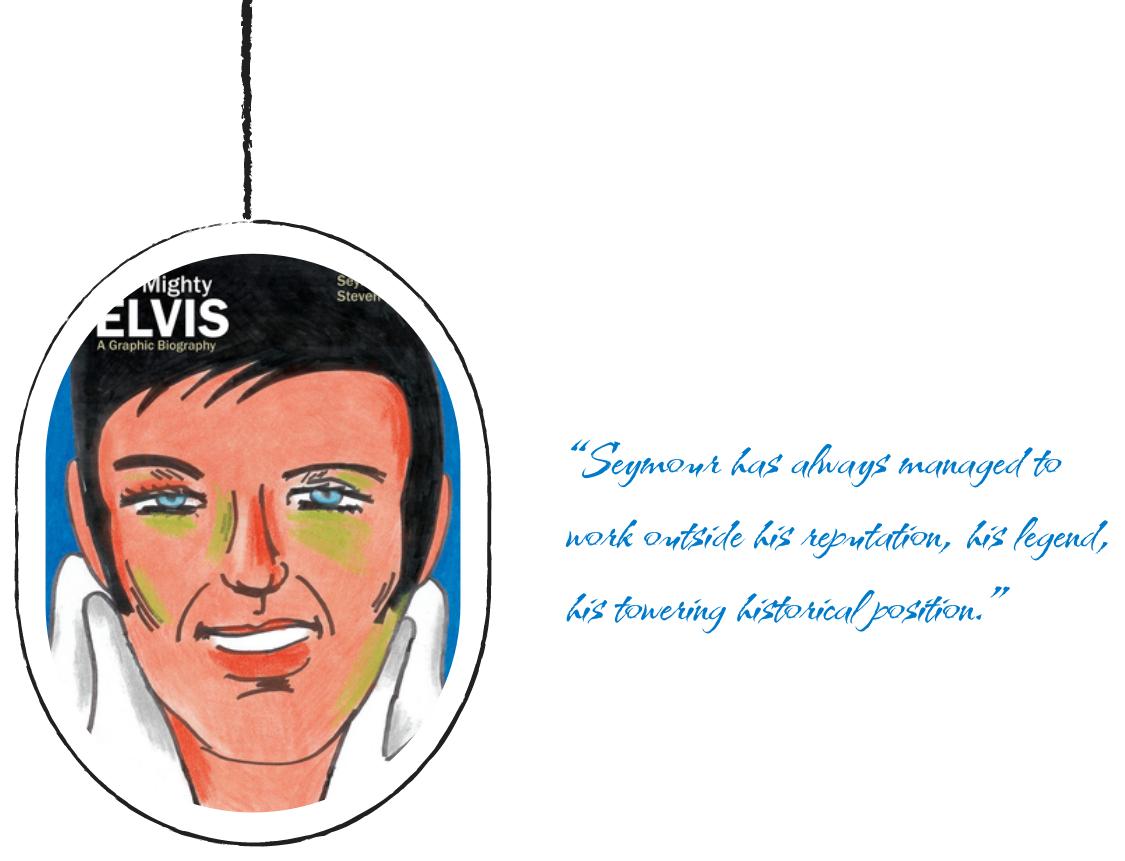 Mighty
ELVIS
A Graphic Biography
Steven
“Seymour has always managed to
work outside his reputation, his legend,
his towering historical position.”